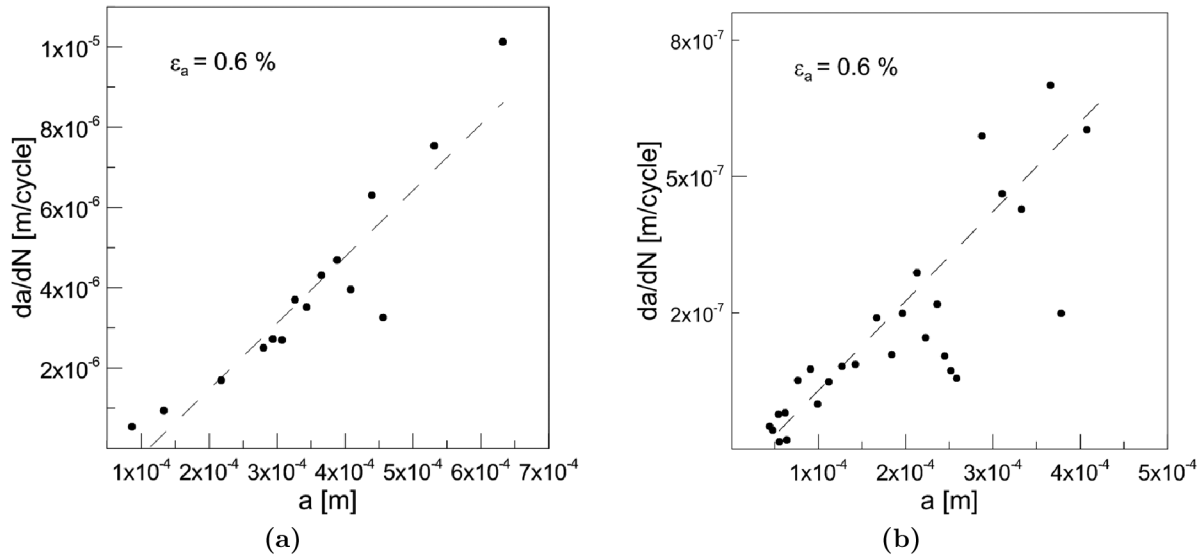 εₐ = 0.6 %
da/dN [m/cycle]
1x10⁻⁵
8x10⁻⁶
6x10⁻⁶
4x10⁻⁶
2x10⁻⁶
1x10⁻⁴ 2x10⁻⁴ 3x10⁻⁴ 4x10⁻⁴ 5x10⁻⁴ 6x10⁻⁴ 7x10⁻⁴
a [m]
(a)
εₐ = 0.6 %
da/dN [m/cycle]
8x10⁻⁷
5x10⁻⁷
2x10⁻⁷
1x10⁻⁴ 2x10⁻⁴ 3x10⁻⁴ 4x10⁻⁴ 5x10⁻⁴
a [m]
(b)